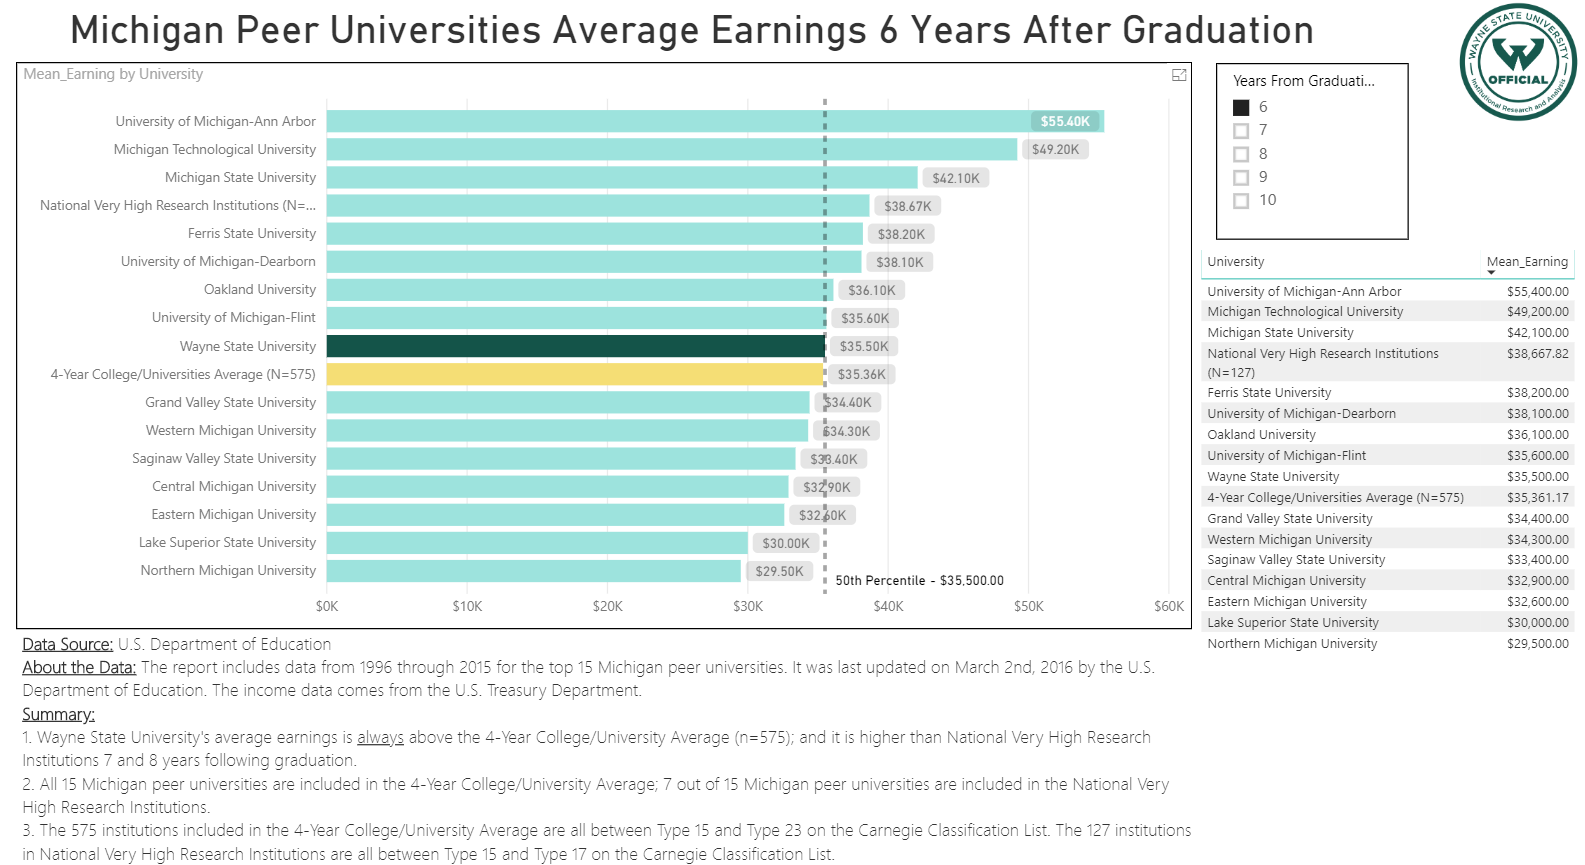 Michigan Peer Universities Average Earnings 6 Years After Graduation
WAYNE STATE UNIVERSITY
OFFICIAL
Institutional Research and Analysis
Mean_Earning by University
University of Michigan-Ann Arbor $55.40K
Michigan Technological University $49.20K
Michigan State University $42.10K
National Very High Research Institutions (N=... $38.67K
Ferris State University $38.20K
University of Michigan-Dearborn $38.10K
Oakland University $36.10K
University of Michigan-Flint $35.60K
Wayne State University $35.50K
4-Year College/Universities Average (N=575) $35.36K
Grand Valley State University $34.40K
Western Michigan University $34.30K
Saginaw Valley State University $33.40K
Central Michigan University $32.90K
Eastern Michigan University $32.60K
Lake Superior State University $30.00K
Northern Michigan University $29.50K
50th Percentile - $35,500.00
$0K $10K $20K $30K $40K $50K $60K
Years From Graduati...
6
7
8
9
10
University Mean_Earning
University of Michigan-Ann Arbor $55,400.00
Michigan Technological University $49,200.00
Michigan State University $42,100.00
National Very High Research Institutions $38,667.82
(N=127)
Ferris State University $38,200.00
University of Michigan-Dearborn $38,100.00
Oakland University $36,100.00
University of Michigan-Flint $35,600.00
Wayne State University $35,500.00
4-Year College/Universities Average (N=575) $35,361.17
Grand Valley State University $34,400.00
Western Michigan University $34,300.00
Saginaw Valley State University $33,400.00
Central Michigan University $32,900.00
Eastern Michigan University $32,600.00
Lake Superior State University $30,000.00
Northern Michigan University $29,500.00
Data Source: U.S. Department of Education
About the Data: The report includes data from 1996 through 2015 for the top 15 Michigan peer universities. It was last updated on March 2nd, 2016 by the U.S.
Department of Education. The income data comes from the U.S. Treasury Department.
Summary:
1. Wayne State University's average earnings is always above the 4-Year College/University Average (n=575); and it is higher than National Very High Research
Institutions 7 and 8 years following graduation.
2. All 15 Michigan peer universities are included in the 4-Year College/University Average; 7 out of 15 Michigan peer universities are included in the National Very
High Research Institutions.
3. The 575 institutions included in the 4-Year College/University Average are all between Type 15 and Type 23 on the Carnegie Classification List. The 127 institutions
in National Very High Research Institutions are all between Type 15 and Type 17 on the Carnegie Classification List.